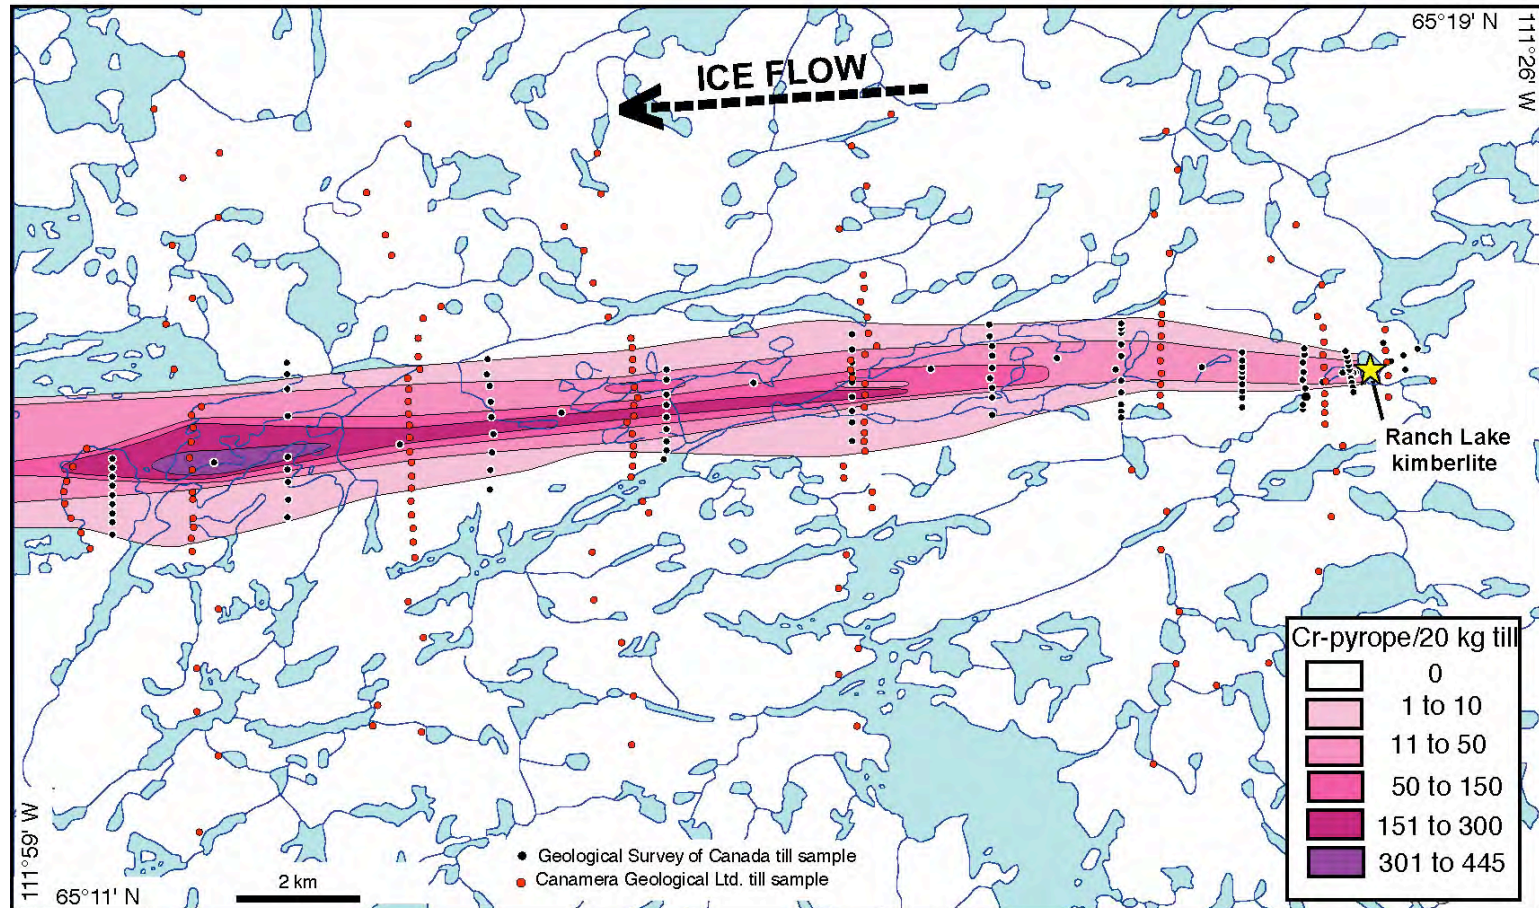 65°19' N
111°26' W
ICE FLOW
Ranch Lake
kimberlite
Cr-pyrope/20 kg till
0
1 to 10
11 to 50
50 to 150
151 to 300
301 to 445
Geological Survey of Canada till sample
Canamera Geological Ltd. till sample
2 km
111°59' W
65°11' N